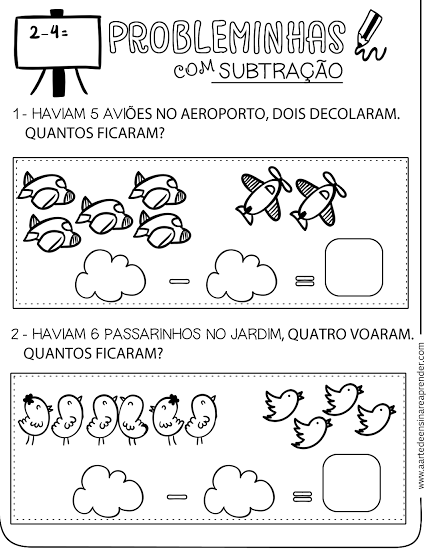 2-4=
PROBLEMINHAS
COM SUBTRAÇÃO
1 - HAVIAM 5 AVIÕES NO AEROPORTO, DOIS DECOLARAM.
QUANTOS FICARAM?
- =
2 - HAVIAM 6 PASSARINHOS NO JARDIM, QUATRO VOARAM.
QUANTOS FICARAM?
- =
www.aartedeensinareaprender.com